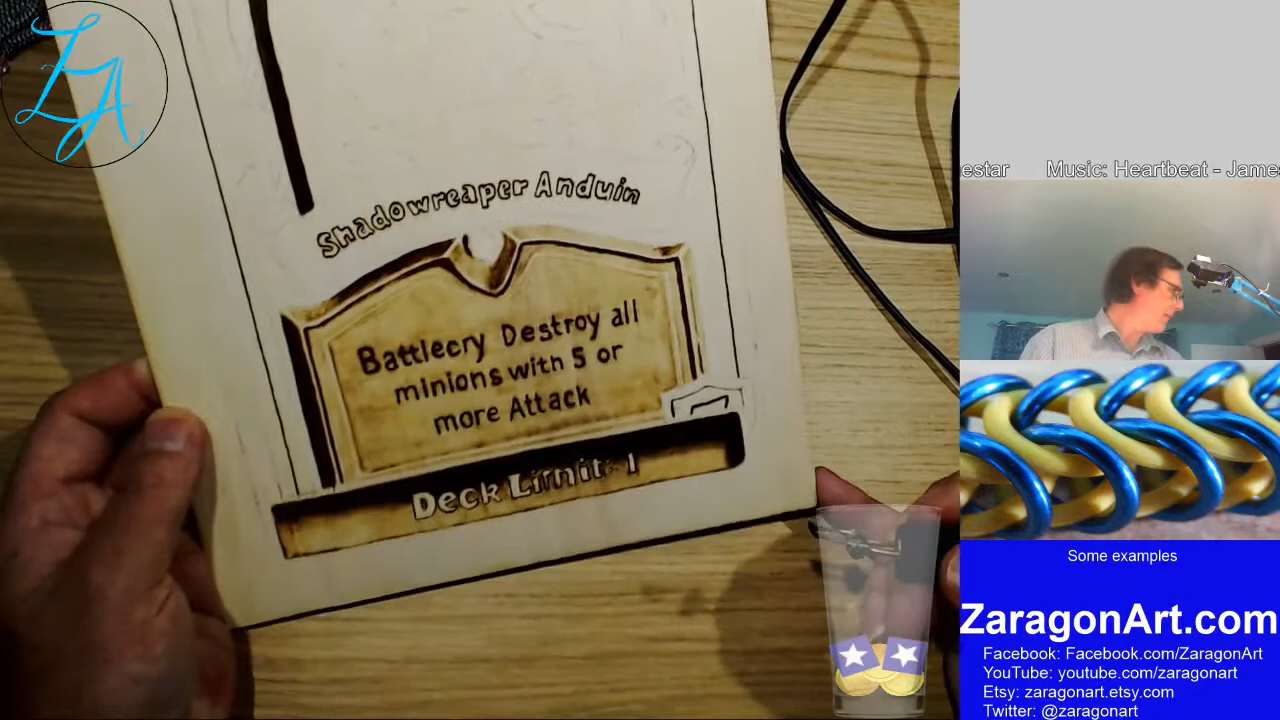 ZA
estar Music: Heartbeat - James
Shadowreaper Anduin
Battlecry Destroy all
minions with 5 or
more Attack
Deck Limit: 1
Some examples
ZaragonArt.com
Facebook: Facebook.com/ZaragonArt
YouTube: youtube.com/zaragonart
Etsy: zaragonart.etsy.com
Twitter: @zaragonart